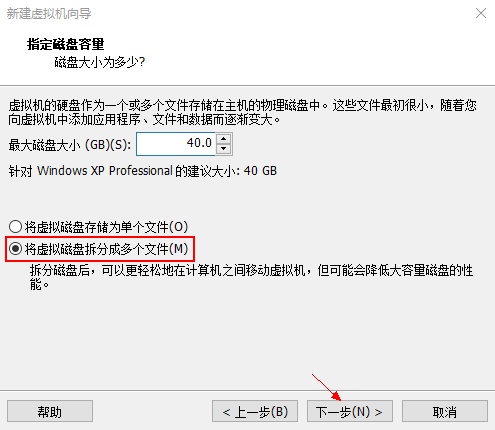 新建虚拟机向导
指定磁盘容量
磁盘大小为多少?
虚拟机的硬盘作为一个或多个文件存储在主机的物理磁盘中。这些文件最初很小，随着您
向虚拟机中添加应用程序、文件和数据而逐渐变大。
最大磁盘大小 (GB)(S): 40.0
针对 Windows XP Professional 的建议大小: 40 GB
将虚拟磁盘存储为单个文件(O)
将虚拟磁盘拆分成多个文件(M)
拆分磁盘后，可以更轻松地在计算机之间移动虚拟机，但可能会降低大容量磁盘的性
能。
帮助 < 上一步(B) 下一步(N) > 取消